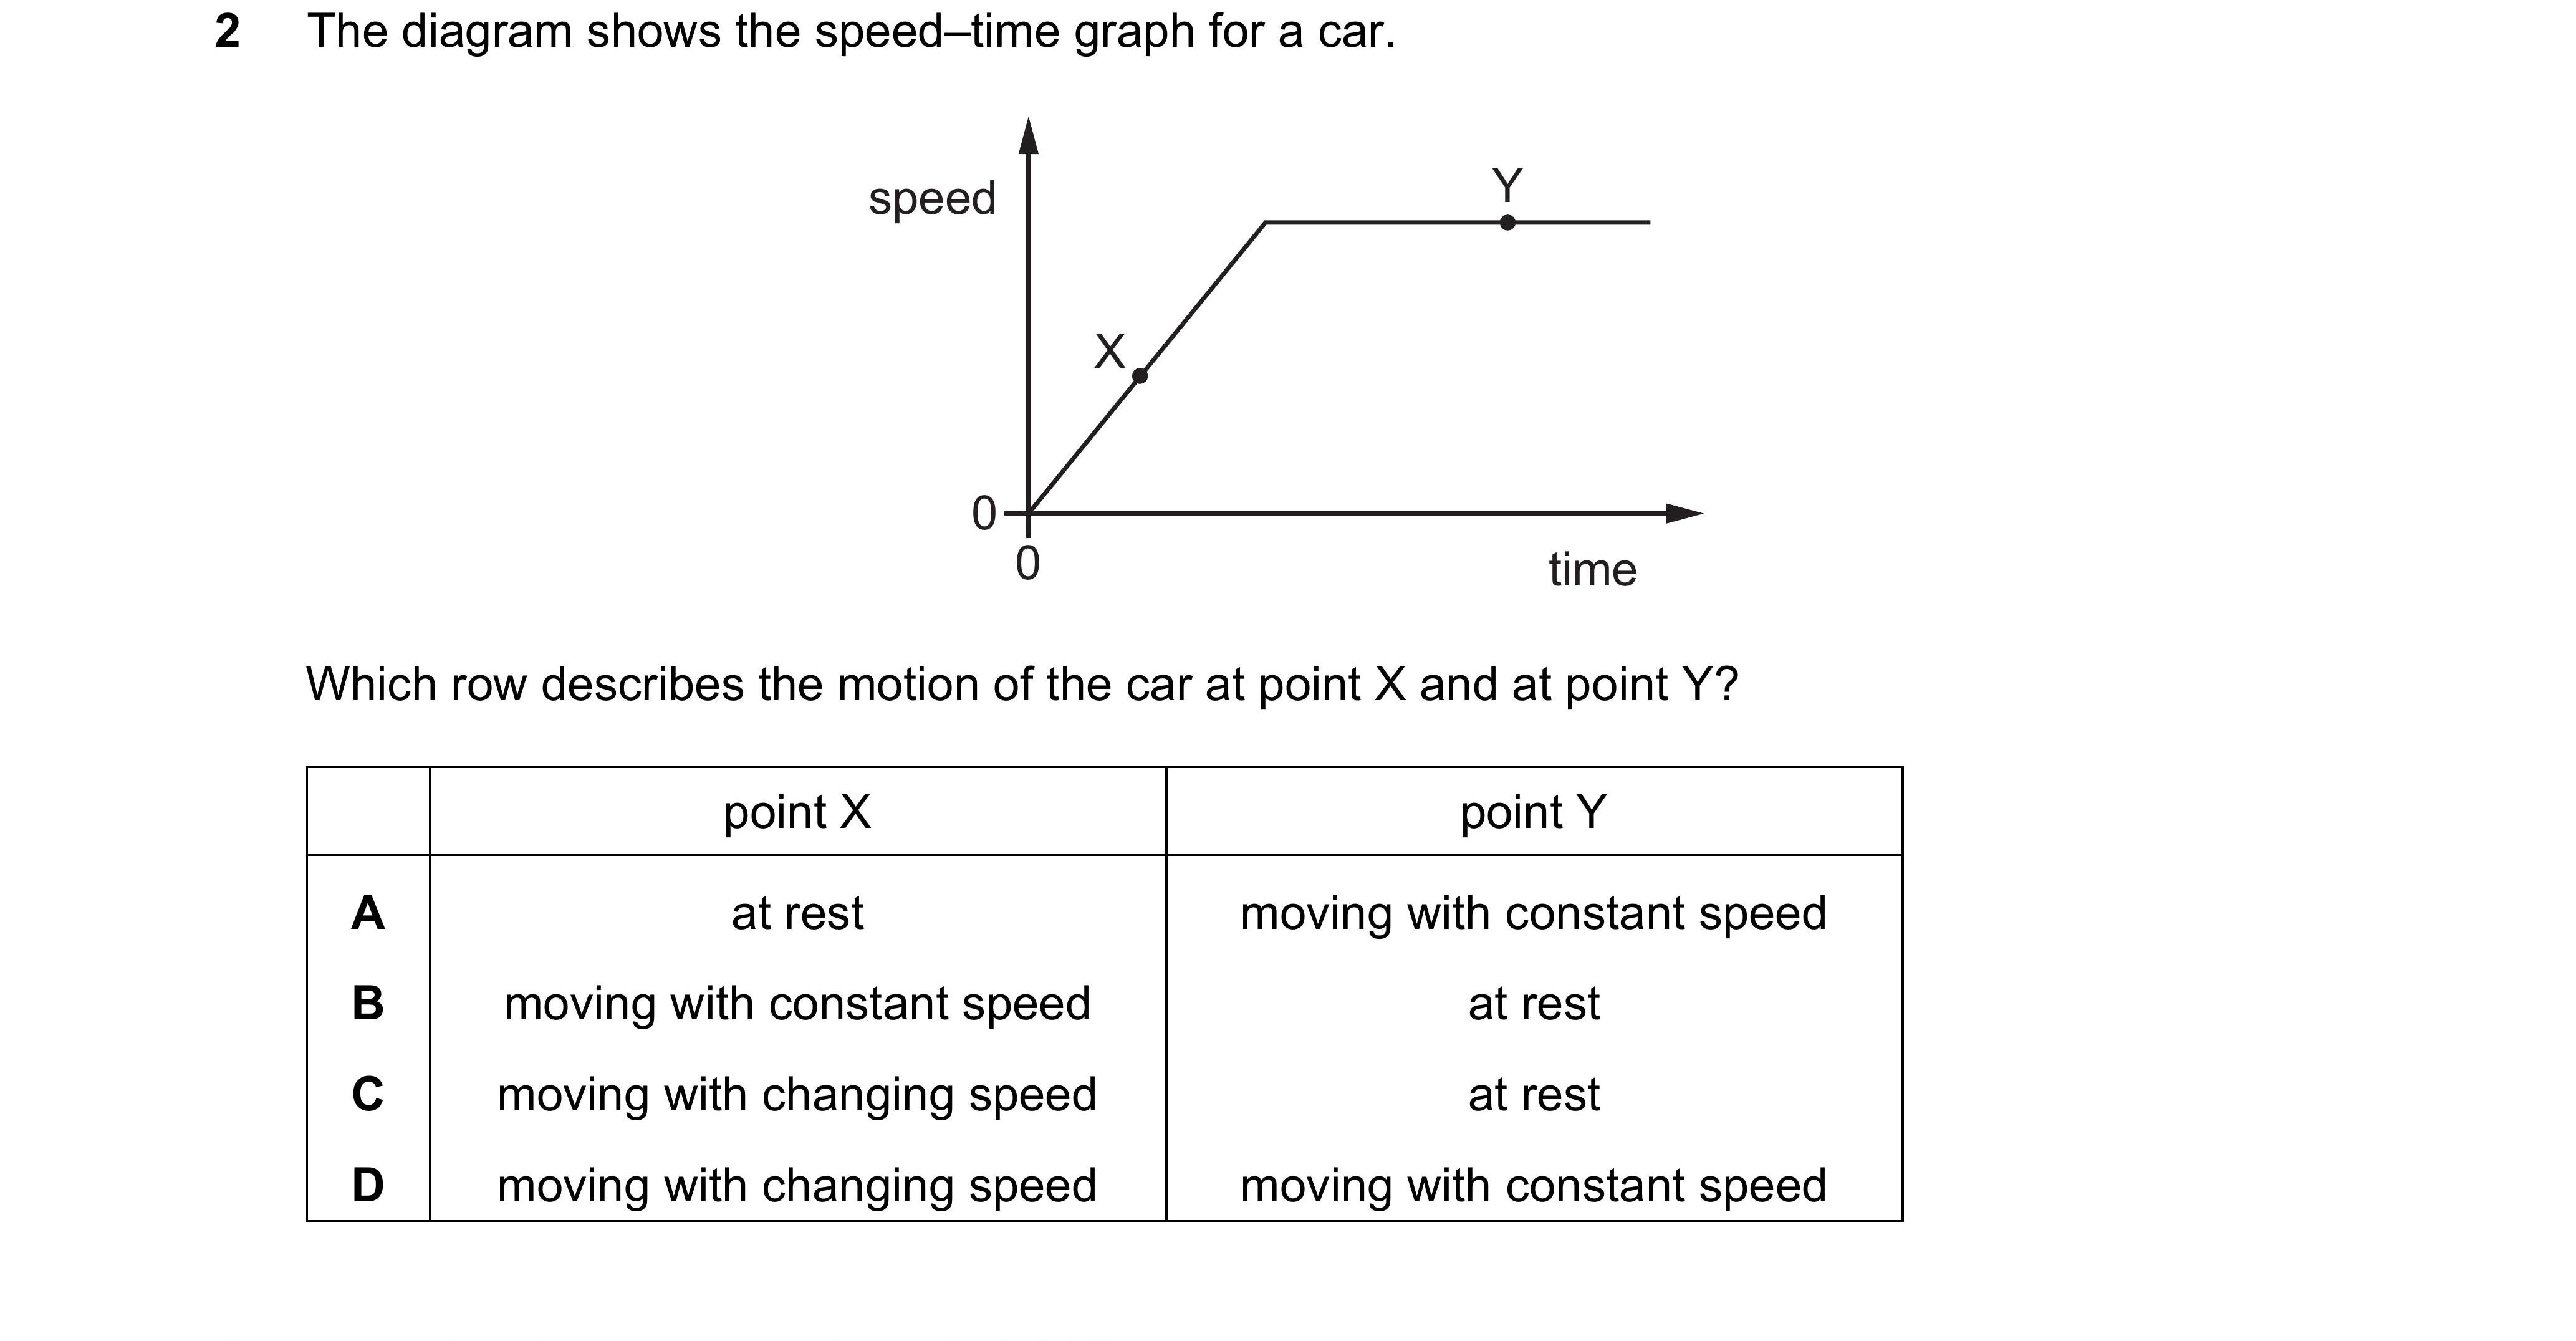 2 The diagram shows the speed–time graph for a car.
speed
Y
X
0
0
time
Which row describes the motion of the car at point X and at point Y?
point X point Y
A at rest moving with constant speed
B moving with constant speed at rest
C moving with changing speed at rest
D moving with changing speed moving with constant speed